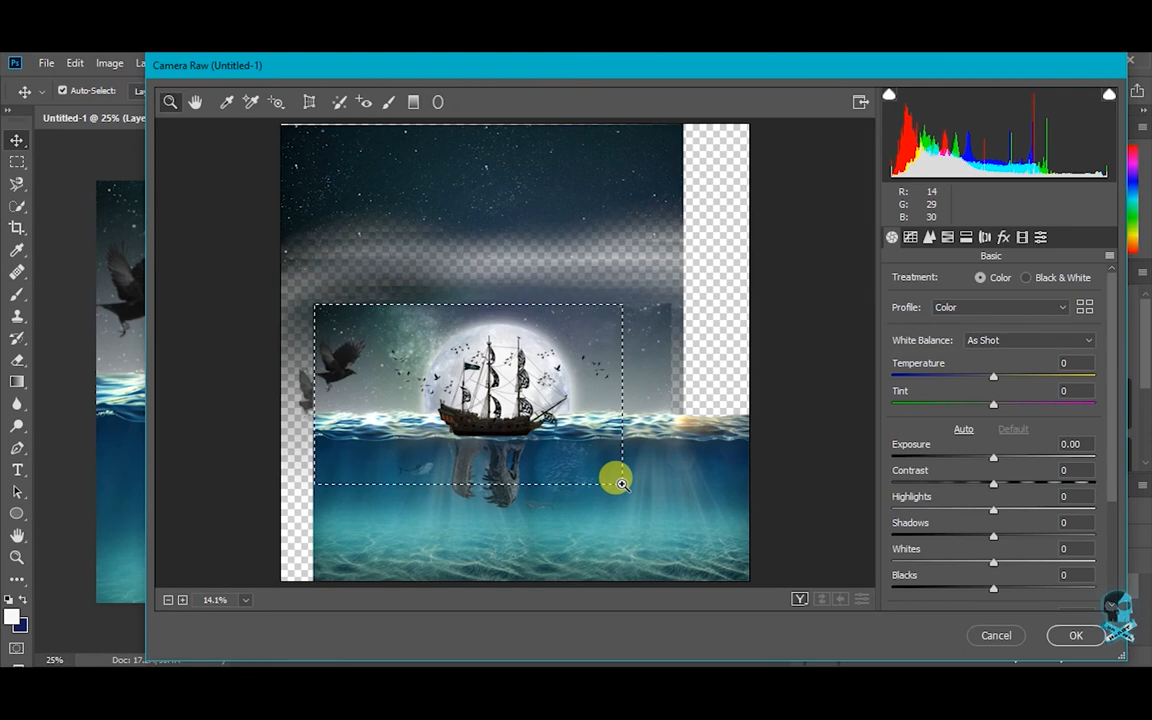 Ps File Edit Image La
Camera Raw (Untitled-1)
Auto-Select:
Untitled-1 @ 25% (Laye
R: 14
G: 29
B: 30
fx
Basic
Treatment: Color Black & White
Profile: Color
White Balance: As Shot
Temperature 0
Tint 0
Auto Default
Exposure 0.00
Contrast 0
Highlights 0
Shadows 0
Whites 0
Blacks 0
T
14.1%
Y
Cancel OK
25%